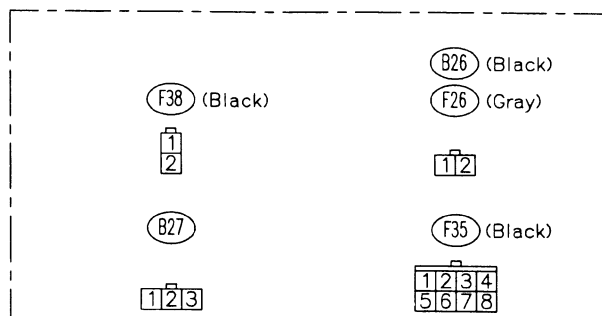 B26 (Black)
F38 (Black)
F26 (Gray)
1
2
1 2
B27
F35 (Black)
1 2 3
1 2 3 4
5 6 7 8